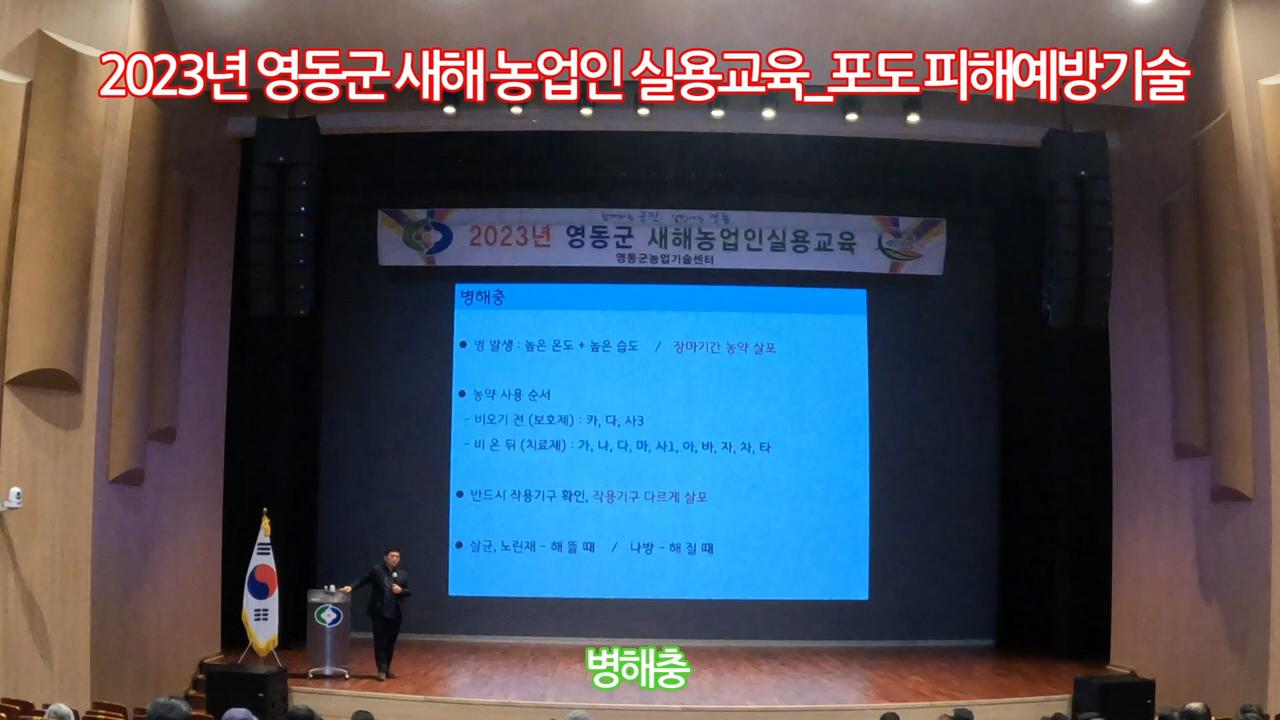 2023년 영동군 새해 농업인 실용교육_포도 피해예방기술
2023년 영동군 새해농업인실용교육
영동군농업기술센터
병해충
● 병 발생 : 높은 온도 + 높은 습도 / 장마기간 농약 살포
● 농약 사용 순서
- 비오기 전 (보호제) : 카, 다, 사3
- 비 온 뒤 (치료제) : 가, 나, 다, 마, 사1, 아, 바, 자, 차, 타
● 반드시 작용기구 확인, 작용기구 다르게 살포
● 살균, 노린재 - 해 뜰 때 / 나방 - 해 질 때
병해충